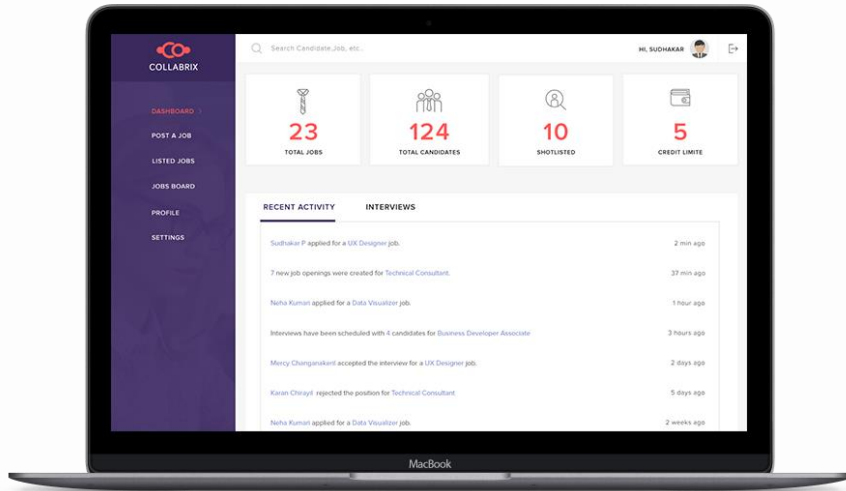 COLLABRIX
Search Candidate,Job, etc..
HI, SUDHAKAR
DASHBOARD >
POST A JOB
LISTED JOBS
JOBS BOARD
PROFILE
SETTINGS
23
TOTAL JOBS
124
TOTAL CANDIDATES
10
SHOTLISTED
5
CREDIT LIMITE
RECENT ACTIVITY
INTERVIEWS
Sudhakar P applied for a UX Designer job. 2 min ago
7 new job openings were created for Technical Consultant. 37 min ago
Neha Kumari applied for a Data Visualizer job. 1 hour ago
Interviews have been scheduled with 4 candidates for Business Developer Associate 3 hours ago
Mercy Changanakeril accepted the interview for a UX Designer job. 2 days ago
Karan Chirayil rejected the position for Technical Consultant 5 days ago
Neha Kumari applied for a Data Visualizer job. 2 weeks ago
MacBook